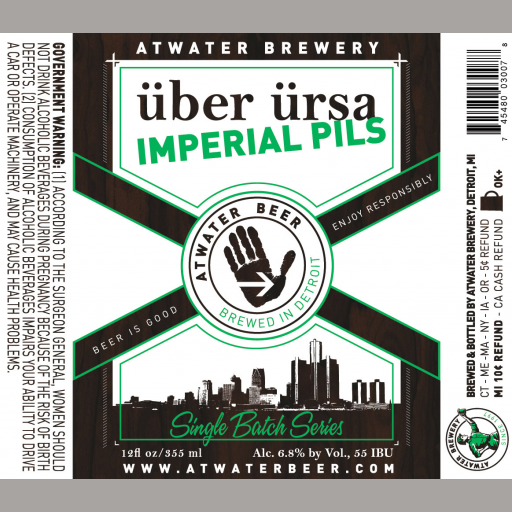 ATWATER BREWERY
über ürsa
IMPERIAL PILS
ENJOY RESPONSIBLY
ATWATER BEER
BREWED IN DETROIT
BEER IS GOOD
Single Batch Series
12fl oz/355 ml
Alc. 6.8% by Vol., 55 IBU
WWW.ATWATERBEER.COM
GOVERNMENT WARNING: (1) ACCORDING TO THE SURGEON GENERAL, WOMEN SHOULD
NOT DRINK ALCOHOLIC BEVERAGES DURING PREGNANCY BECAUSE OF THE RISK OF BIRTH
DEFECTS. (2) CONSUMPTION OF ALCOHOLIC BEVERAGES IMPAIRS YOUR ABILITY TO DRIVE
A CAR OR OPERATE MACHINERY, AND MAY CAUSE HEALTH PROBLEMS.
7 45480 03007 8
OK+
BREWED & BOTTLED BY ATWATER BREWERY, DETROIT, MI
CT - ME -MA - NY - IA - OR - 5¢ REFUND
MI 10¢ REFUND - CA CASH REFUND
ATWATER BREWERY